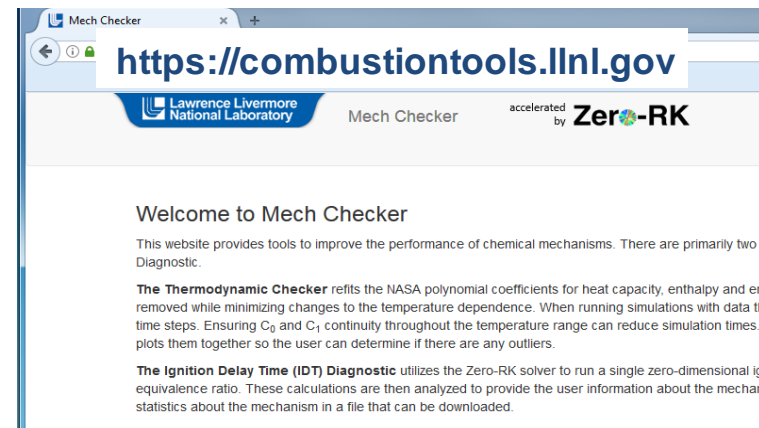 Mech Checker
https://combustiontools.llnl.gov
Lawrence Livermore
National Laboratory
Mech Checker
accelerated
by Zero-RK
Welcome to Mech Checker
This website provides tools to improve the performance of chemical mechanisms. There are primarily two
Diagnostic.
The Thermodynamic Checker refits the NASA polynomial coefficients for heat capacity, enthalpy and
removed while minimizing changes to the temperature dependence. When running simulations with data
time steps. Ensuring C0 and C1 continuity throughout the temperature range can reduce simulation times.
plots them together so the user can determine if there are any outliers.
The Ignition Delay Time (IDT) Diagnostic utilizes the Zero-RK solver to run a single zero-dimensional
equivalence ratio. These calculations are then analyzed to provide the user information about the
statistics about the mechanism in a file that can be downloaded.